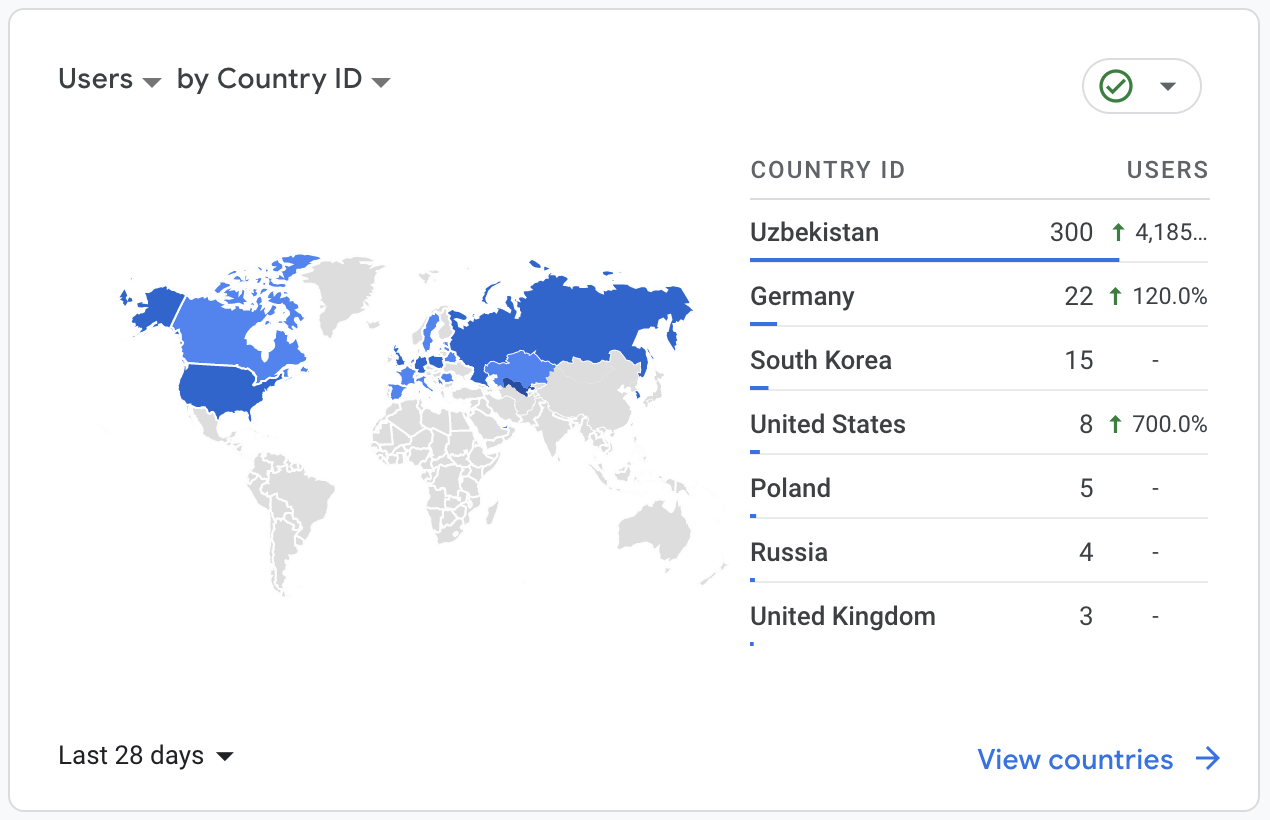 Users by Country ID
COUNTRY ID USERS
Uzbekistan 300 ↑ 4,185...
Germany 22 ↑ 120.0%
South Korea 15 -
United States 8 ↑ 700.0%
Poland 5 -
Russia 4 -
United Kingdom 3 -
Last 28 days
View countries →